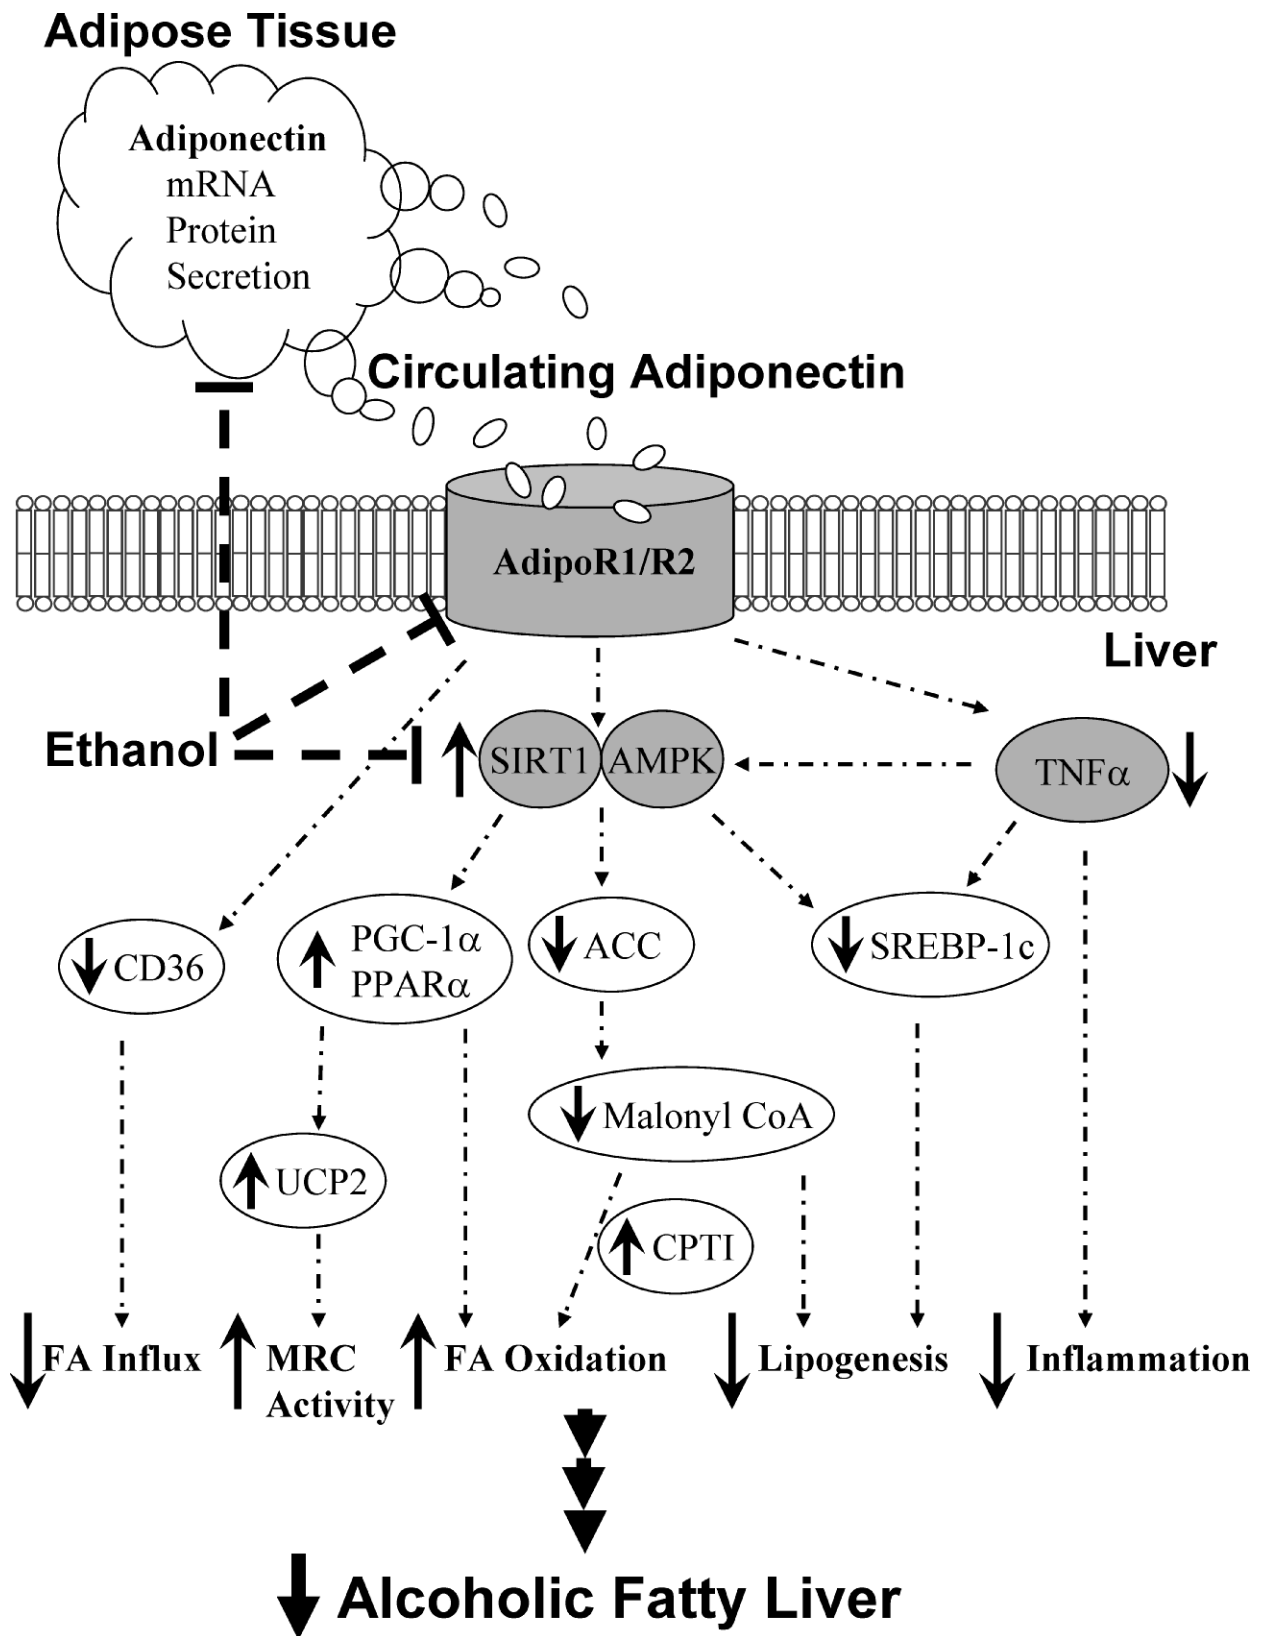 Adipose Tissue
Adiponectin
mRNA
Protein
Secretion
Circulating Adiponectin
AdipoR1/R2
Liver
Ethanol
SIRT1
AMPK
TNFα
CD36
PGC-1α
PPARα
ACC
SREBP-1c
Malonyl CoA
UCP2
CPTI
FA Influx
MRC
Activity
FA Oxidation
Lipogenesis
Inflammation
Alcoholic Fatty Liver